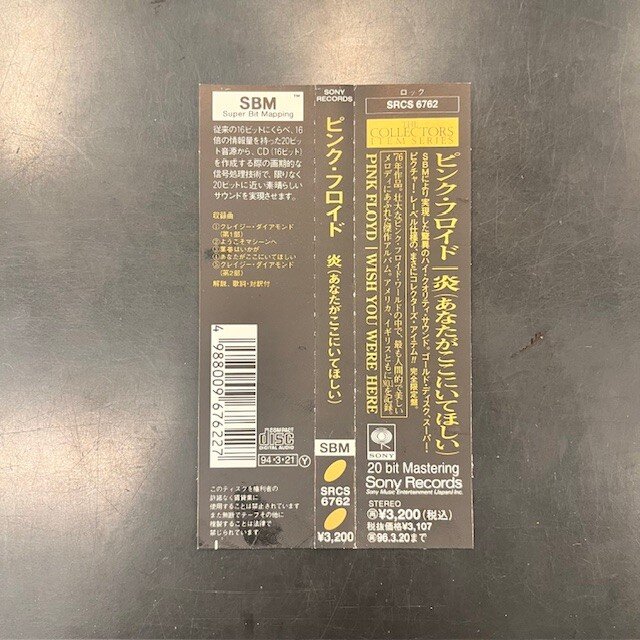 SBM
TM
Super Bit Mapping
従来の16ビットにくらべ、16
倍の情報量を持った20ビッ
ト音源から、CD(16ビット)
を作成する際の画期的な
信号処理技術で、限りなく
20ビットに近い素晴らしい
サウンドを実現させます。
収録曲
①クレイジー・ダイアモンド
(第1部)
②ようこそマシーンへ
③葉巻はいかが
④あなたがここにいてほしい
⑤クレイジー・ダイアモンド
(第2部)
解説、歌詞・対訳付
4988009676227
COMPACT
disc
DIGITAL AUDIO
94・3・21 Y
このディスクを権利者の
許諾なく賃貸業に
使用することは禁止されています
また無断でテープその他に
複製することは法律で
禁じられています
SONY
RECORDS
ピンク・フロイド 炎(あなたがここにいてほしい)
SBM
SRCS
6762
¥3,200
ロック
SRCS 6762
THE
COLLECTORS
ITEM SERIES
ピンク・フロイド|炎(あなたがここにいてほしい)
SBMにより実現した驚異のハイ・クオリティ・サウンド。ゴールド・ディスク、スーパー・
ピクチャー・レーベル仕様の、まさにコレクターズ・アイテム!! 完全限定盤。
'76年作品。壮大なピンク・フロイド・ワールドの中で、最も人間的で美しい
メロディにあふれた傑作アルバム。アメリカ、イギリスともに№1を記録。
PINK FLOYD | WISH YOU WERE HERE
SONY
20 bit Mastering
Sony Records
Sony Music Entertainment (Japan) Inc.
STEREO
再¥3,200(税込)
税抜価格¥3,107
再96.3.20まで